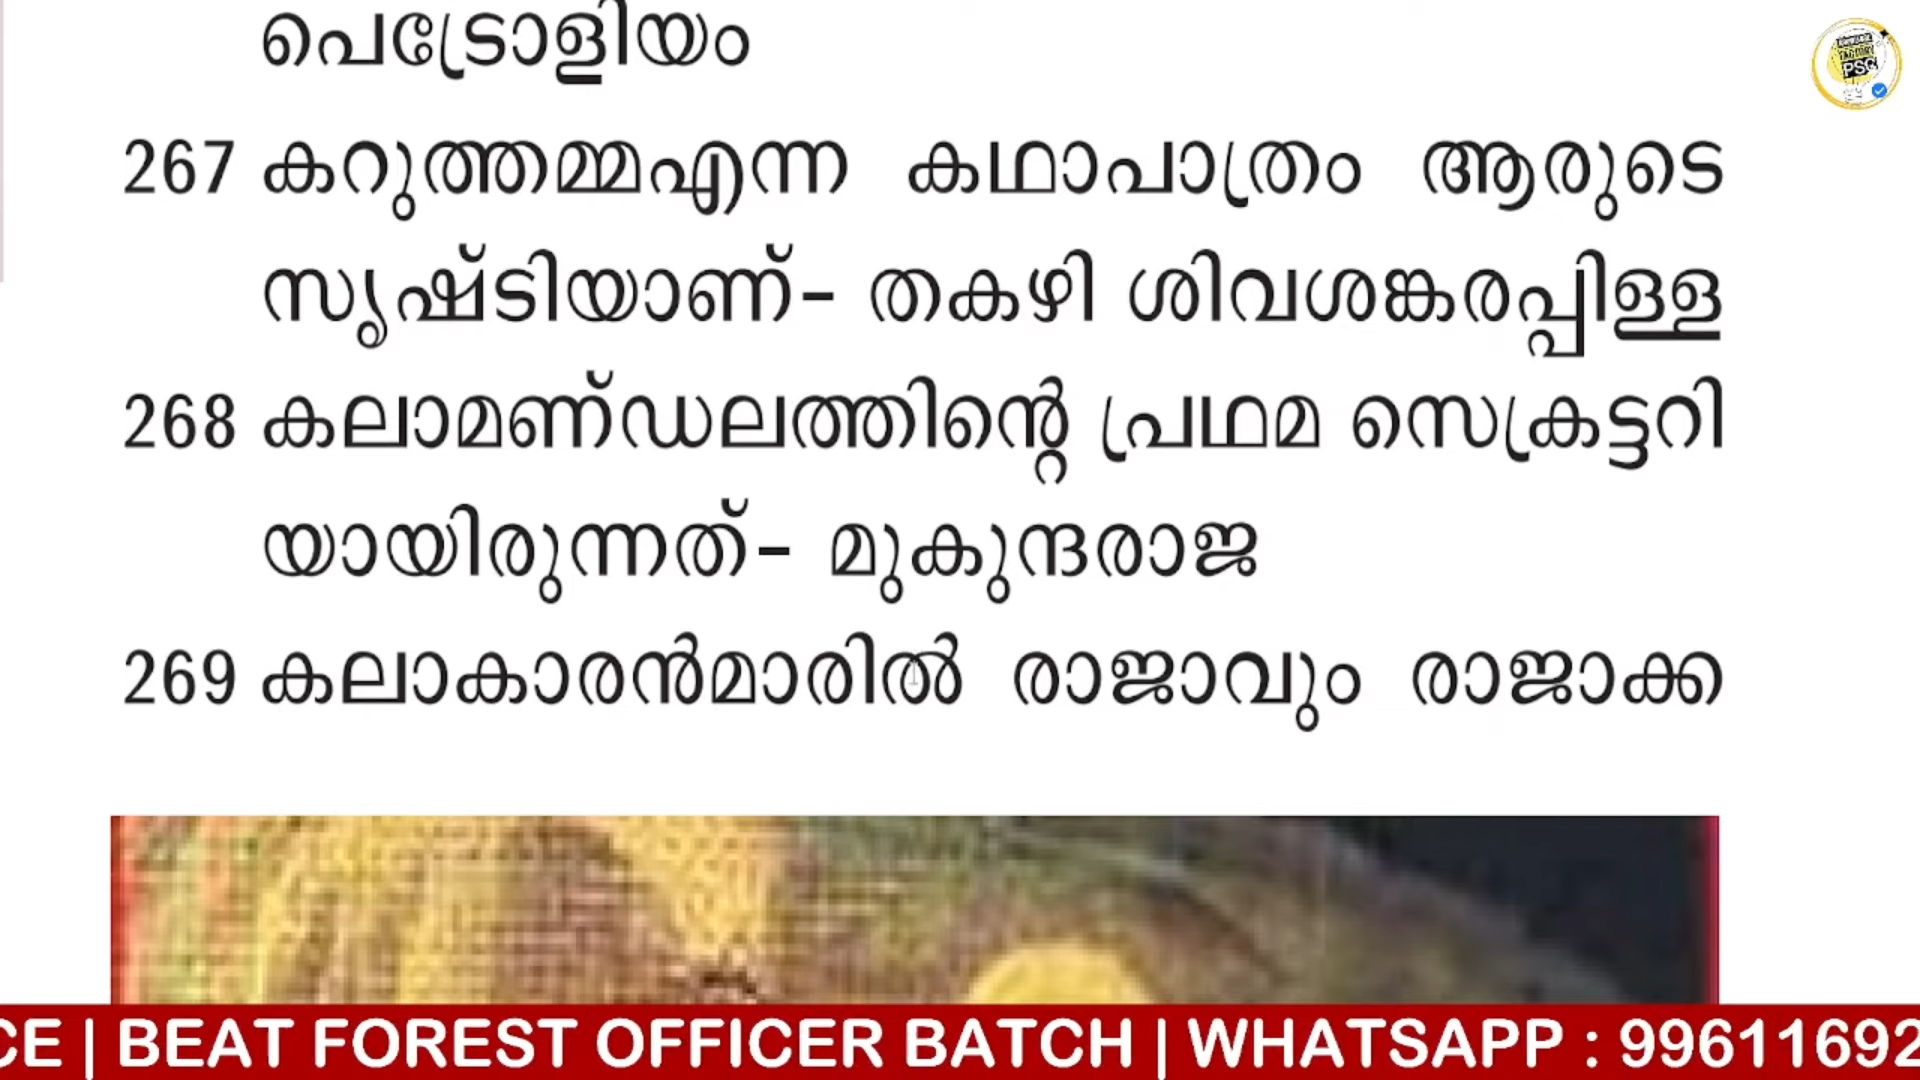 പെട്രോളിയം
267 കറുത്തമ്മഎന്ന കഥാപാത്രം ആരുടെ
സൃഷ്ടിയാണ്- തകഴി ശിവശങ്കരപ്പിള്ള
268 കലാമണ്ഡലത്തിന്റെ പ്രഥമ സെക്രട്ടറി
യായിരുന്നത്- മുകുന്ദരാജ
269 കലാകാരൻമാരിൽ രാജാവും രാജാക്ക
PSC
CE | BEAT FOREST OFFICER BATCH | WHATSAPP : 99611692